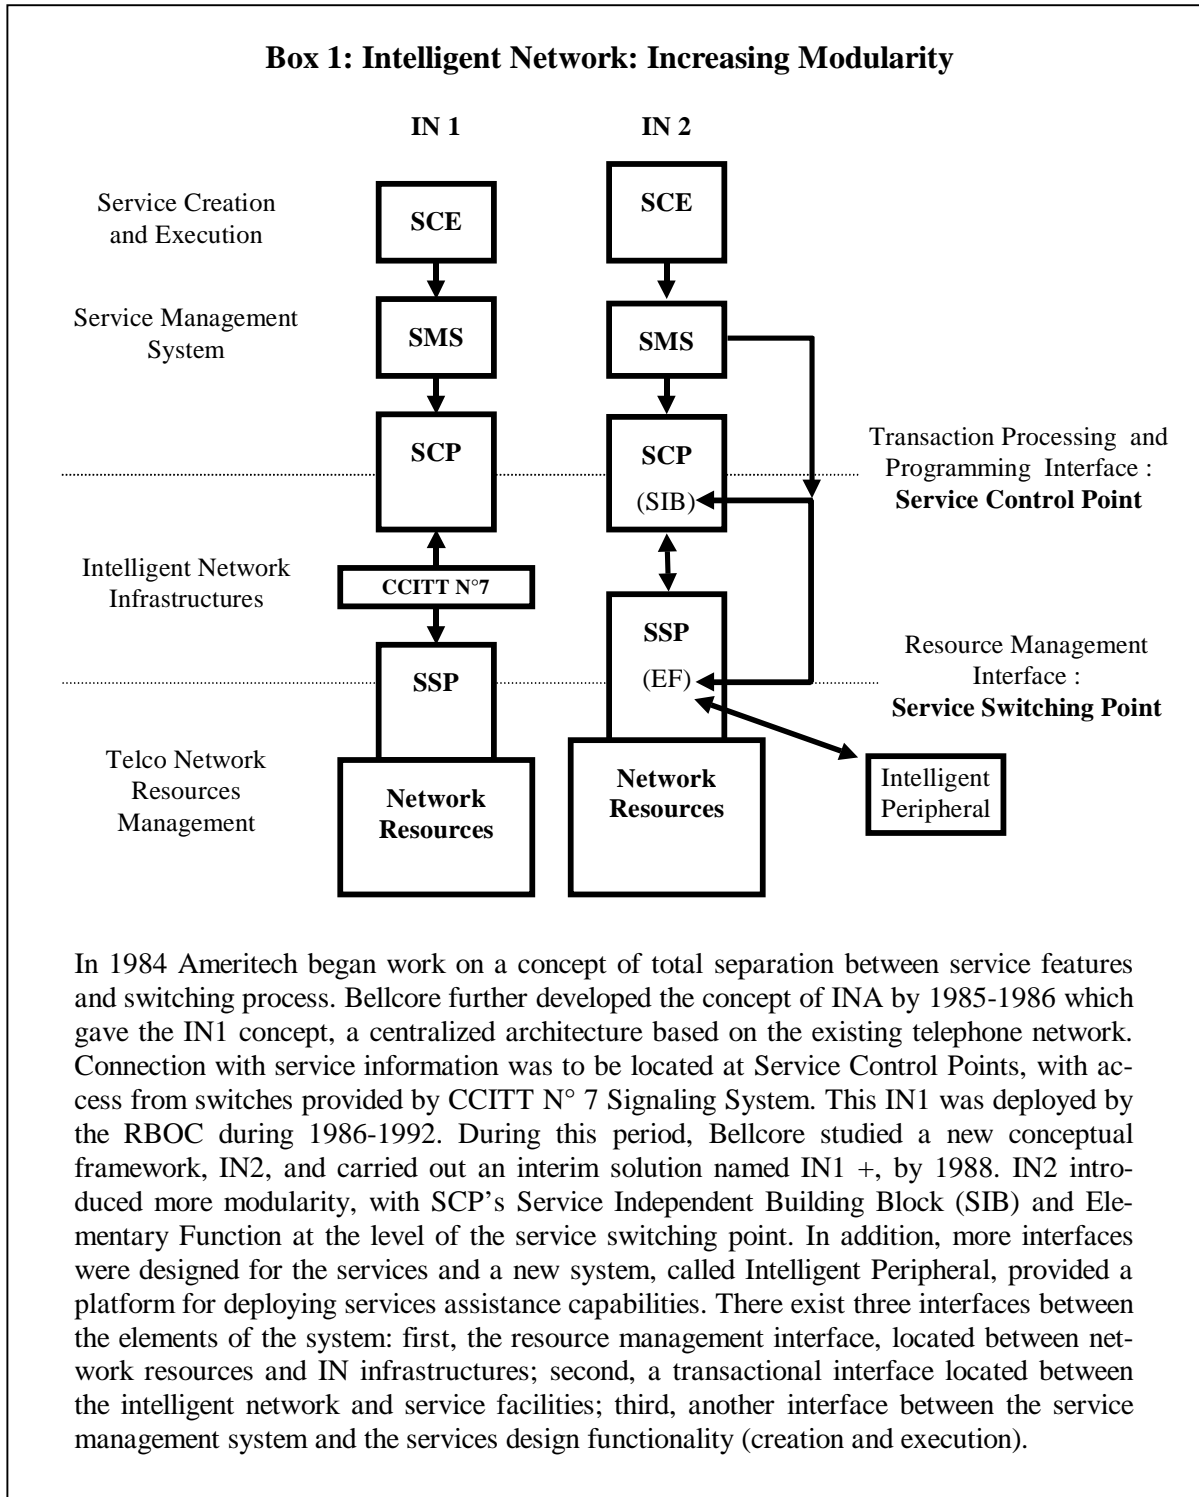 Box 1: Intelligent Network: Increasing Modularity
IN 1
IN 2
Service Creation
and Execution
SCE
SCE
Service Management
System
SMS
SMS
SCP
SCP
(SIB)
Transaction Processing and
Programming Interface :
Service Control Point
Intelligent Network
Infrastructures
CCITT N°7
SSP
SSP
(EF)
Resource Management
Interface :
Service Switching Point
Telco Network
Resources
Management
Network
Resources
Network
Resources
Intelligent
Peripheral
In 1984 Ameritech began work on a concept of total separation between service features
and switching process. Bellcore further developed the concept of INA by 1985-1986 which
gave the IN1 concept, a centralized architecture based on the existing telephone network.
Connection with service information was to be located at Service Control Points, with ac-
cess from switches provided by CCITT N° 7 Signaling System. This IN1 was deployed by
the RBOC during 1986-1992. During this period, Bellcore studied a new conceptual
framework, IN2, and carried out an interim solution named IN1 +, by 1988. IN2 intro-
duced more modularity, with SCP’s Service Independent Building Block (SIB) and Ele-
mentary Function at the level of the service switching point. In addition, more interfaces
were designed for the services and a new system, called Intelligent Peripheral, provided a
platform for deploying services assistance capabilities. There exist three interfaces between
the elements of the system: first, the resource management interface, located between net-
work resources and IN infrastructures; second, a transactional interface located between
the intelligent network and service facilities; third, another interface between the service
management system and the services design functionality (creation and execution).